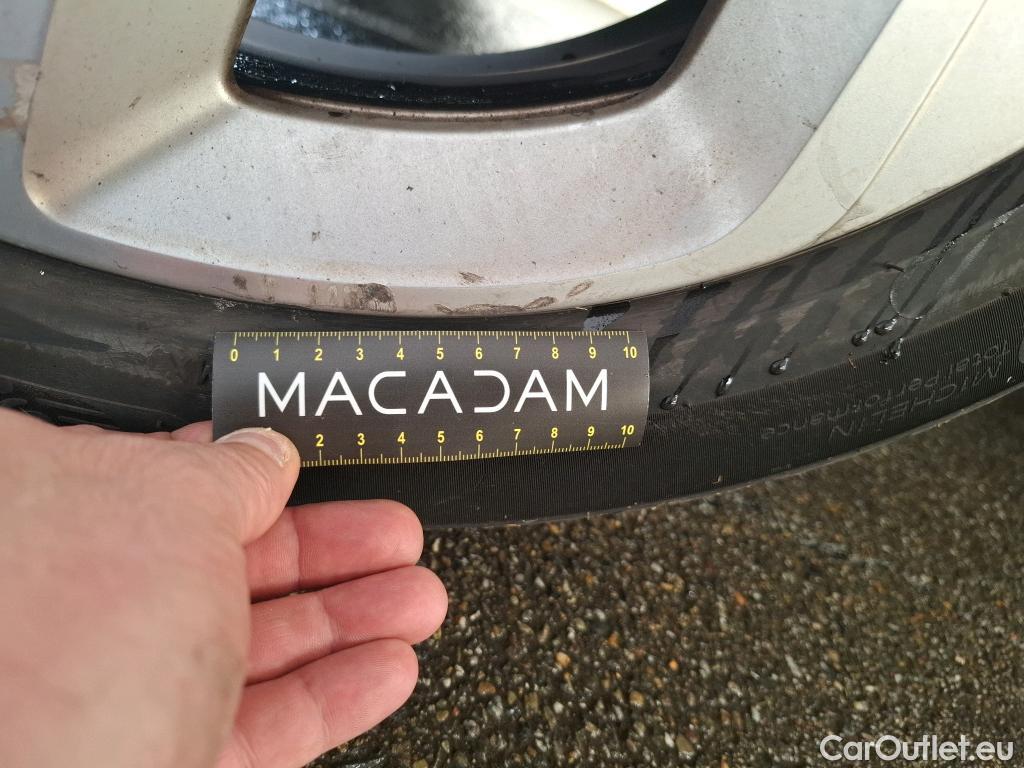 0 1 2 3 4 5 6 7 8 9 10
MACADAM
2 3 4 5 6 7 8 9 10
MICHELIN
Total Performance
CarOutlet.eu